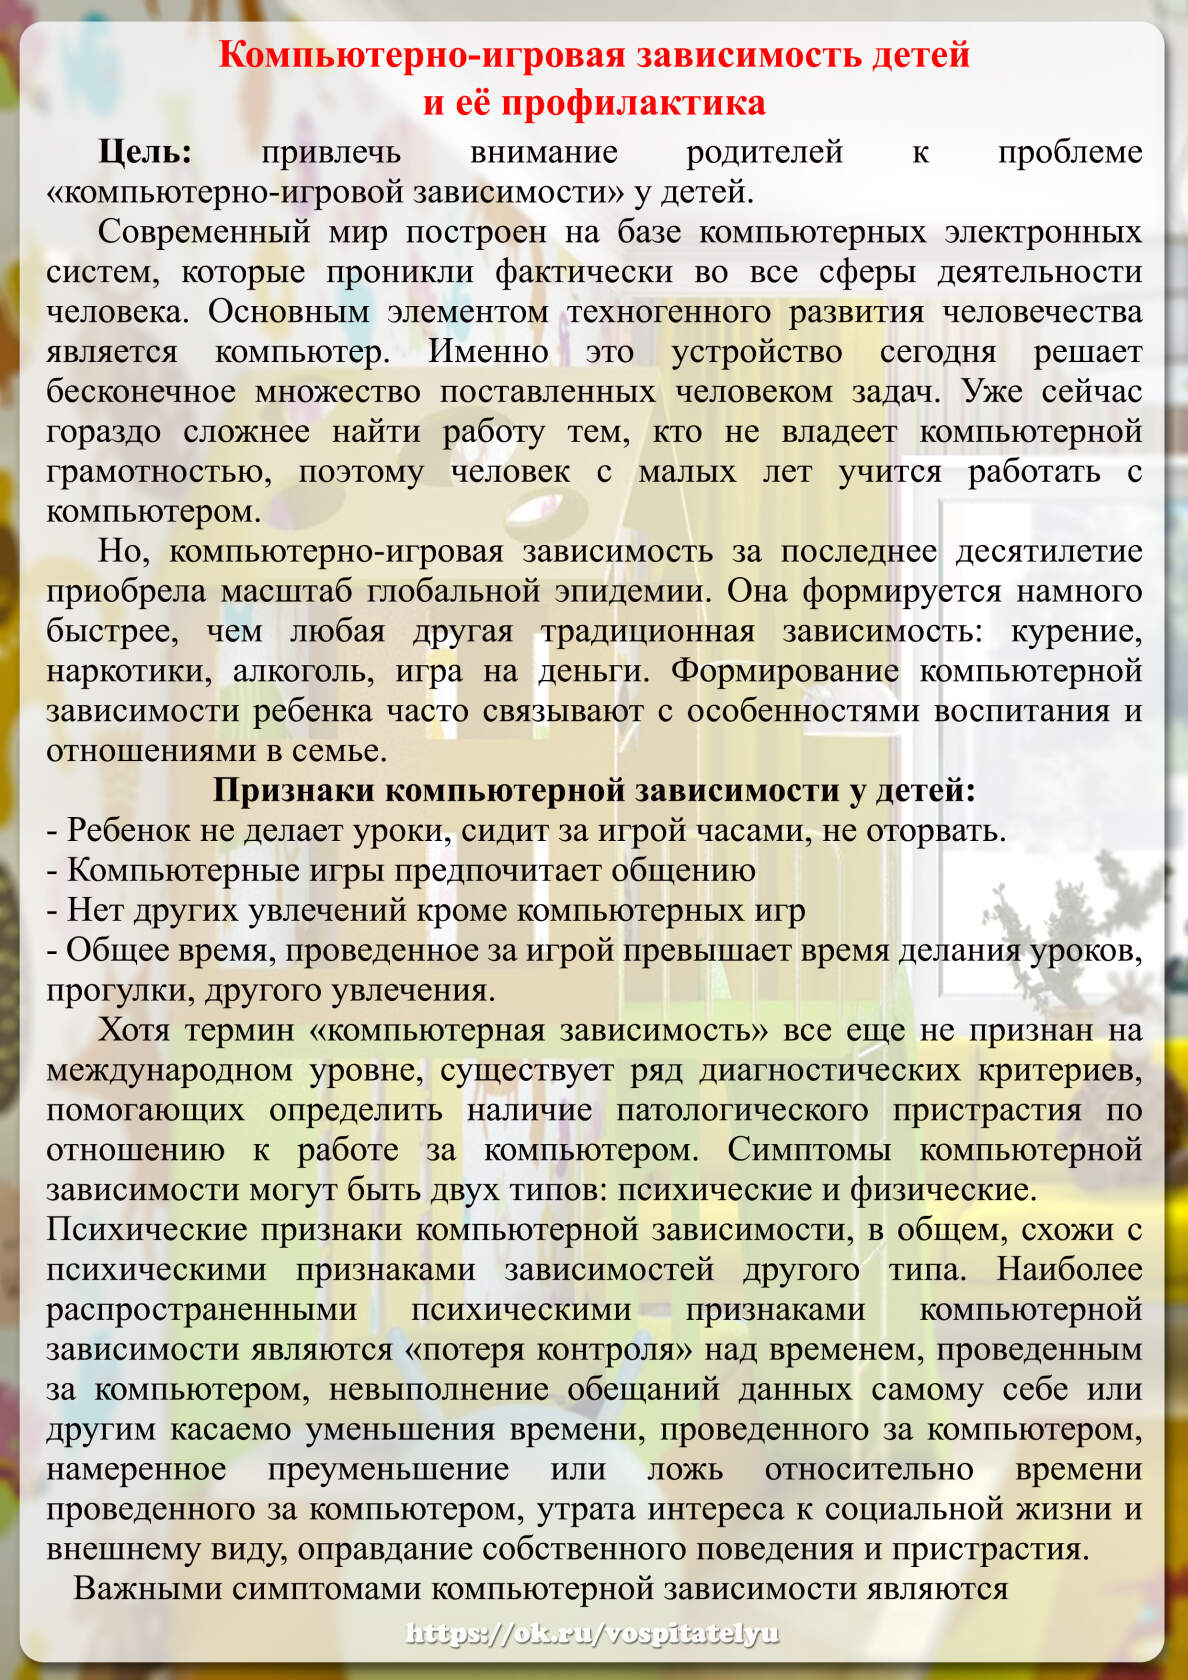 Компьютерно-игровая зависимость детей
и её профилактика
Цель: привлечь внимание родителей к проблеме
«компьютерно-игровой зависимости» у детей.
Современный мир построен на базе компьютерных электронных
систем, которые проникли фактически во все сферы деятельности
человека. Основным элементом техногенного развития человечества
является компьютер. Именно это устройство сегодня решает
бесконечное множество поставленных человеком задач. Уже сейчас
гораздо сложнее найти работу тем, кто не владеет компьютерной
грамотностью, поэтому человек с малых лет учится работать с
компьютером.
Но, компьютерно-игровая зависимость за последнее десятилетие
приобрела масштаб глобальной эпидемии. Она формируется намного
быстрее, чем любая другая традиционная зависимость: курение,
наркотики, алкоголь, игра на деньги. Формирование компьютерной
зависимости ребенка часто связывают с особенностями воспитания и
отношениями в семье.
Признаки компьютерной зависимости у детей:
- Ребенок не делает уроки, сидит за игрой часами, не оторвать.
- Компьютерные игры предпочитает общению
- Нет других увлечений кроме компьютерных игр
- Общее время, проведенное за игрой превышает время делания уроков,
прогулки, другого увлечения.
Хотя термин «компьютерная зависимость» все еще не признан на
международном уровне, существует ряд диагностических критериев,
помогающих определить наличие патологического пристрастия по
отношению к работе за компьютером. Симптомы компьютерной
зависимости могут быть двух типов: психические и физические.
Психические признаки компьютерной зависимости, в общем, схожи с
психическими признаками зависимостей другого типа. Наиболее
распространенными психическими признаками компьютерной
зависимости являются «потеря контроля» над временем, проведенным
за компьютером, невыполнение обещаний данных самому себе или
другим касаемо уменьшения времени, проведенного за компьютером,
намеренное преуменьшение или ложь относительно времени
проведенного за компьютером, утрата интереса к социальной жизни и
внешнему виду, оправдание собственного поведения и пристрастия.
Важными симптомами компьютерной зависимости являются
https://ok.ru/vospitatelyu